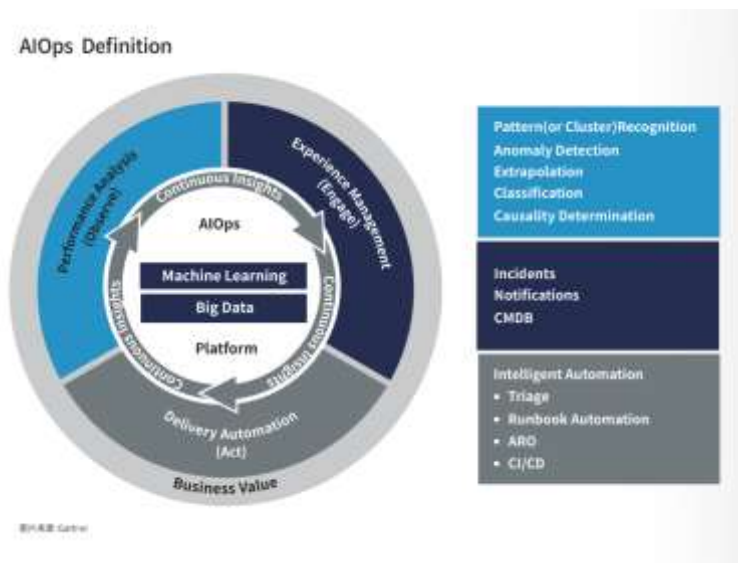 AIOps Definition
Performance Analysis
(Observe)
Experience Management
(Engage)
Continuous Insights
Continuous Insights
Continuous Insights
AIOps
Machine Learning
Big Data
Platform
Delivery Automation
(Act)
Business Value
Pattern(or Cluster)Recognition
Anomaly Detection
Extrapolation
Classification
Causality Determination
Incidents
Notifications
CMDB
Intelligent Automation
• Triage
• Runbook Automation
• ARO
• CI/CD
Gartner